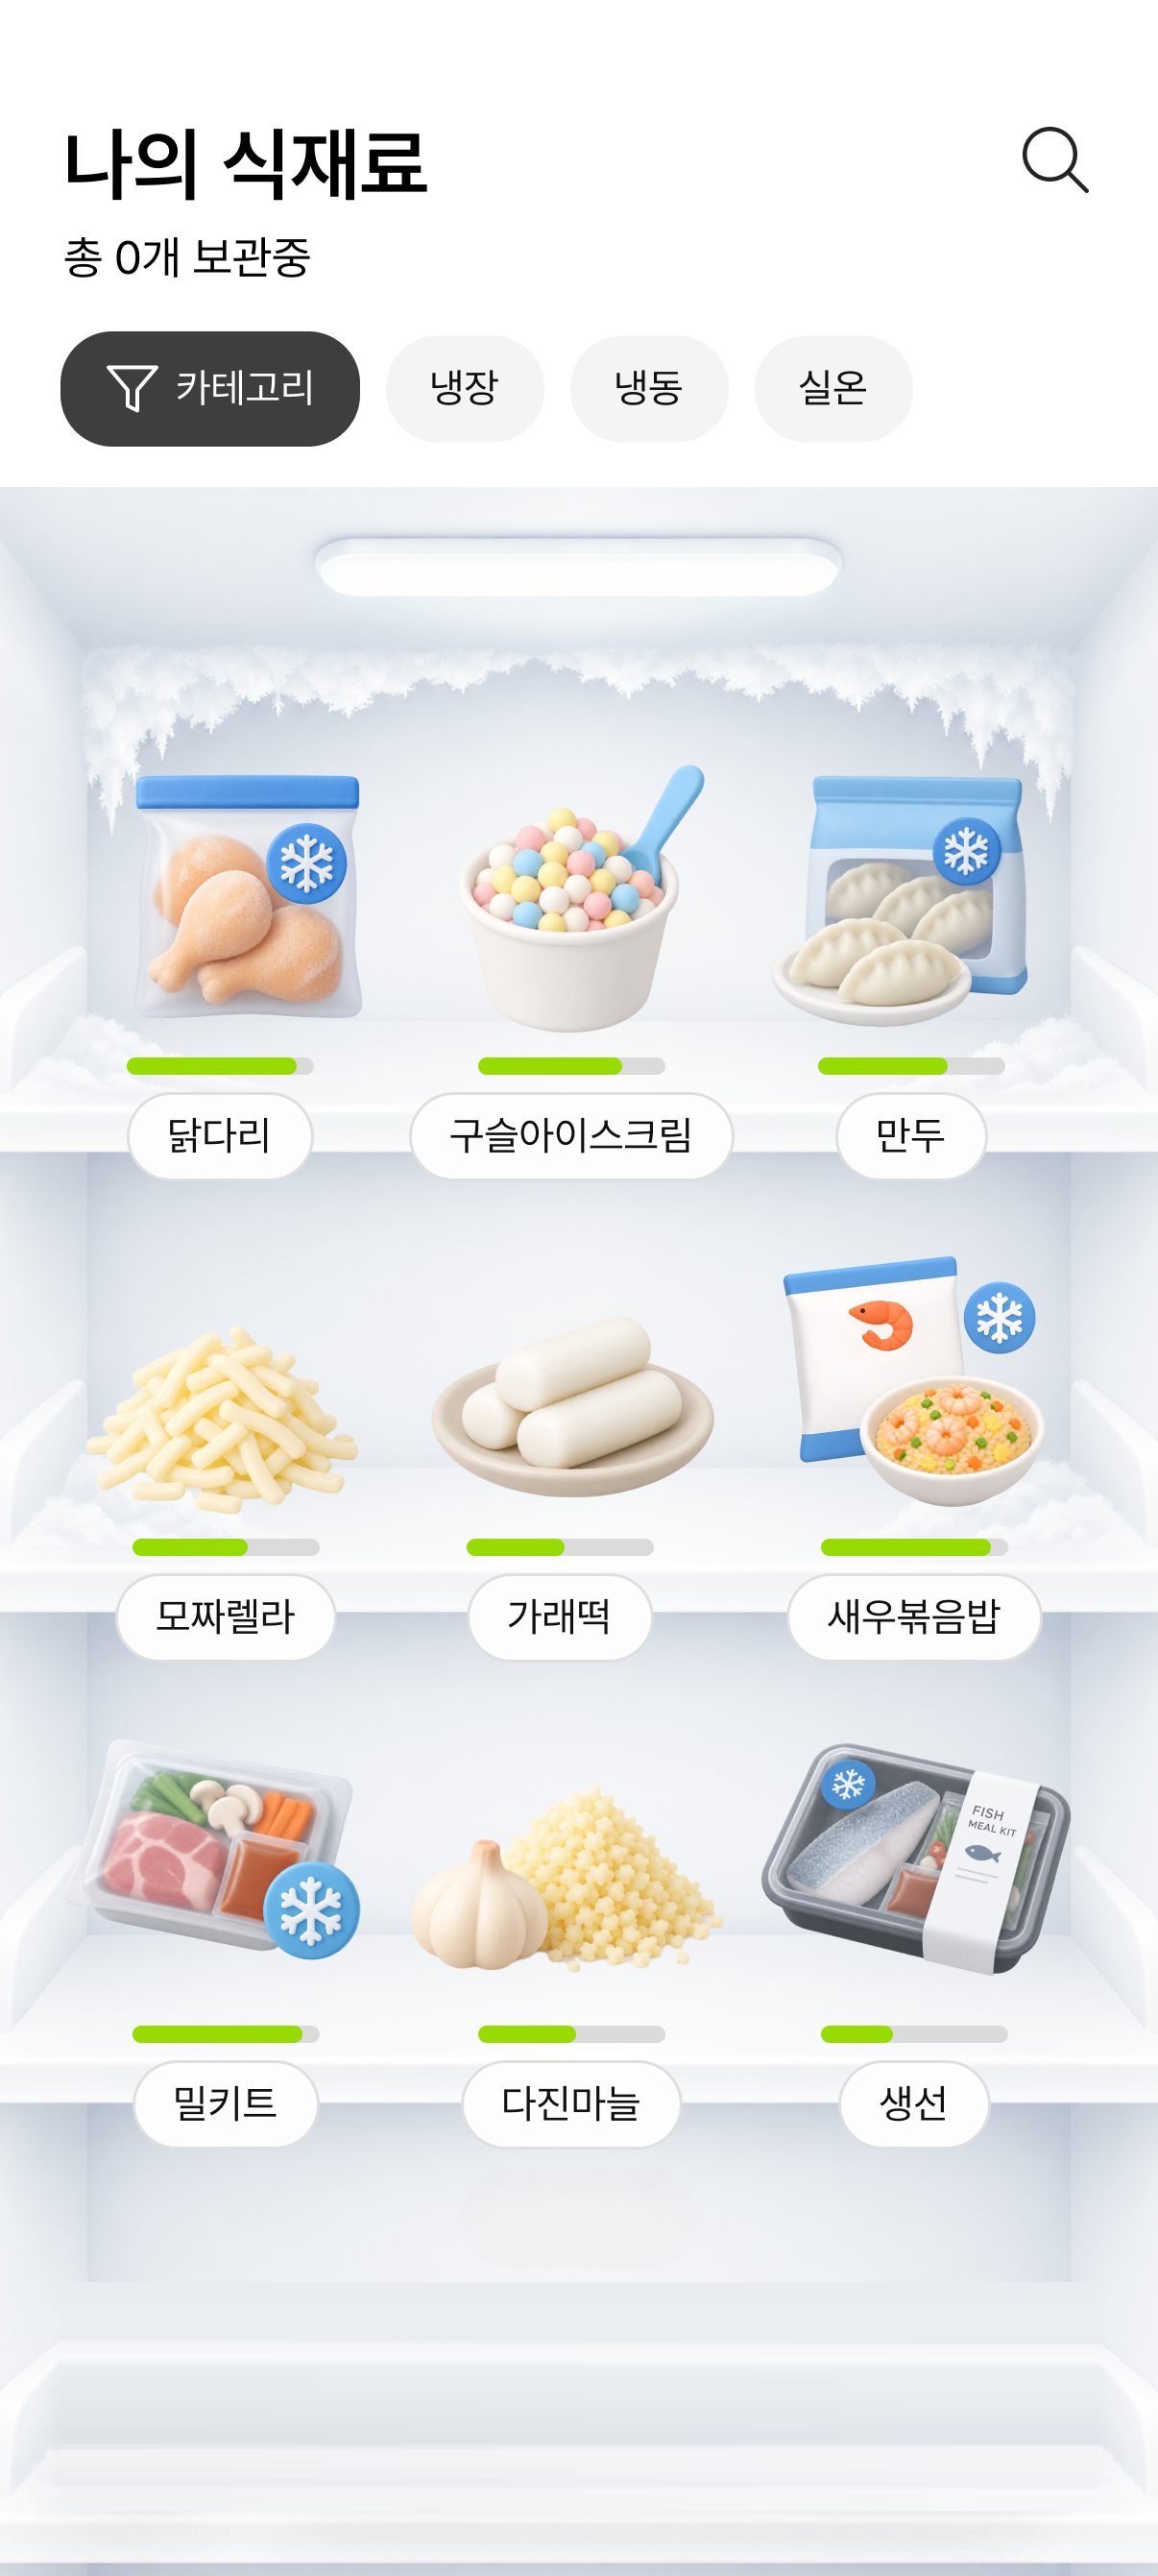 나의 식재료
총 0개 보관중
카테고리 냉장 냉동 실온
닭다리 구슬아이스크림 만두
모짜렐라 가래떡 새우볶음밥
FISH
MEAL KIT
밀키트 다진마늘 생선